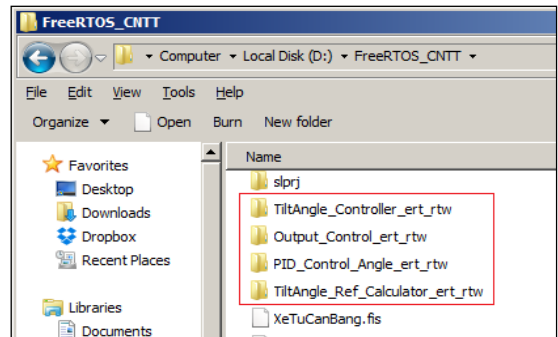 FreeRTOS_CNTT
Computer Local Disk (D:) FreeRTOS_CNTT
File Edit View Tools Help
Organize Open Burn New folder
Favorites
Desktop
Downloads
Dropbox
Recent Places
Libraries
Documents
Name
slprj
TiltAngle_Controller_ert_rtw
Output_Control_ert_rtw
PID_Control_Angle_ert_rtw
TiltAngle_Ref_Calculator_ert_rtw
XeTuCanBang.fis